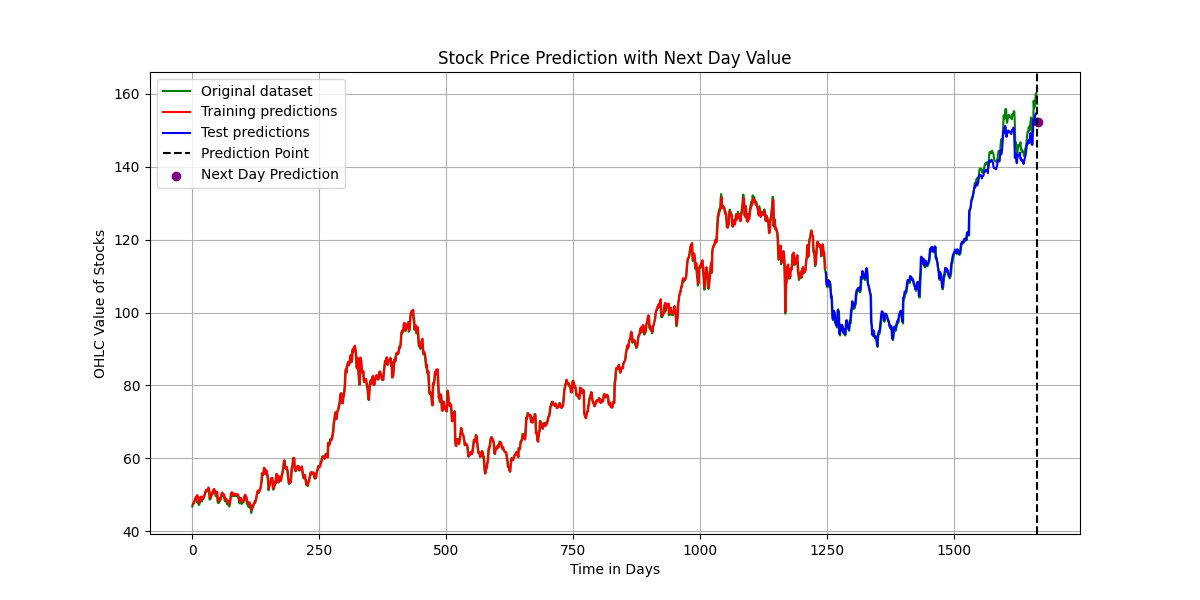 Stock Price Prediction with Next Day Value
Original dataset
Training predictions
Test predictions
Prediction Point
Next Day Prediction
160
140
120
100
80
60
40
OHLC Value of Stocks
0 250 500 750 1000 1250 1500
Time in Days